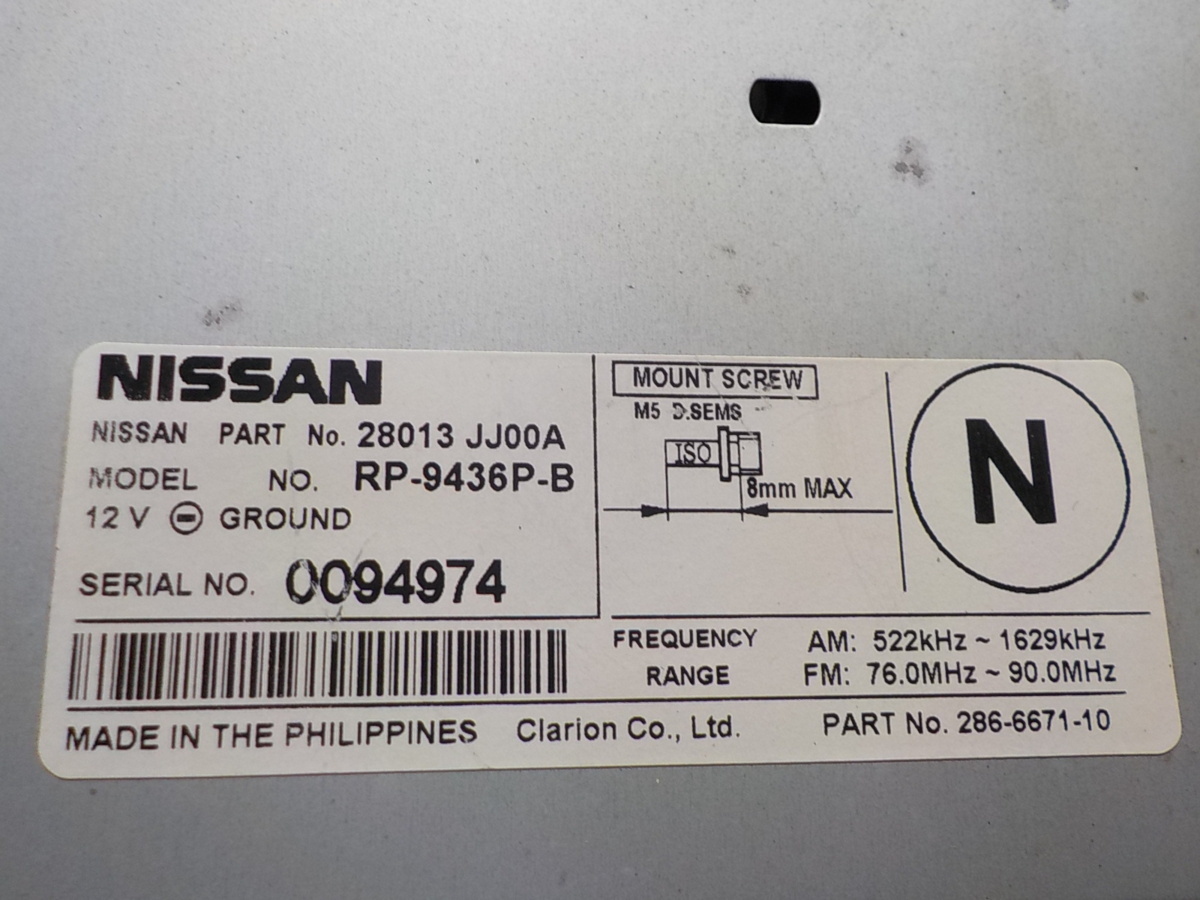 NISSAN
NISSAN PART No. 28013 JJ00A
MODEL NO. RP-9436P-B
12 V ⊖ GROUND
SERIAL NO. 0094974
MOUNT SCREW
M5 D.SEMS
ISO
8mm MAX
N
FREQUENCY RANGE
AM: 522kHz ~ 1629kHz
FM: 76.0MHz ~ 90.0MHz
MADE IN THE PHILIPPINES Clarion Co., Ltd. PART No. 286-6671-10